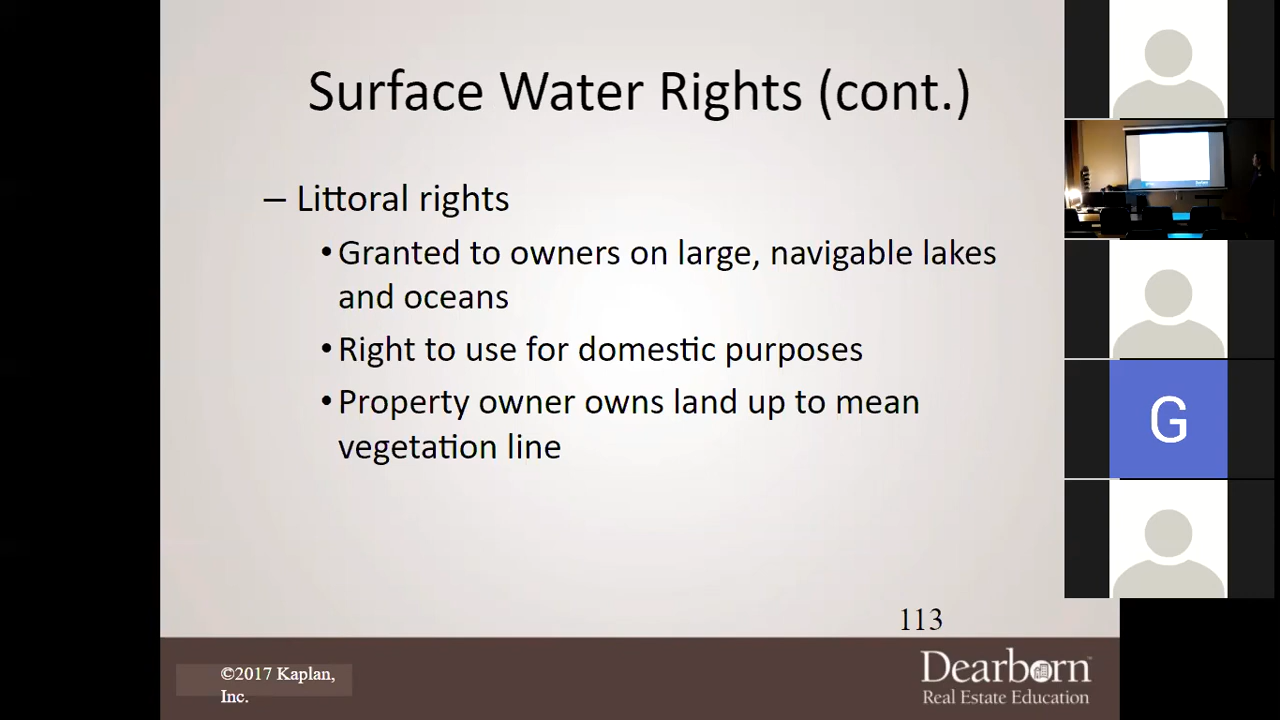 Surface Water Rights (cont.)
– Littoral rights
• Granted to owners on large, navigable lakes
and oceans
• Right to use for domestic purposes
• Property owner owns land up to mean
vegetation line
G
113
©2017 Kaplan,
Inc.
Dearborn™
Real Estate Education